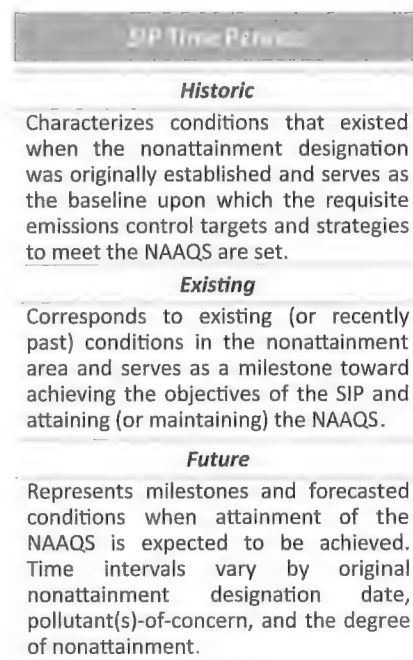 SIP Time Periods
Historic
Characterizes conditions that existed
when the nonattainment designation
was originally established and serves as
the baseline upon which the requisite
emissions control targets and strategies
to meet the NAAQS are set.
Existing
Corresponds to existing (or recently
past) conditions in the nonattainment
area and serves as a milestone toward
achieving the objectives of the SIP and
attaining (or maintaining) the NAAQS.
Future
Represents milestones and forecasted
conditions when attainment of the
NAAQS is expected to be achieved.
Time intervals vary by original
nonattainment designation date,
pollutant(s)-of-concern, and the degree
of nonattainment.